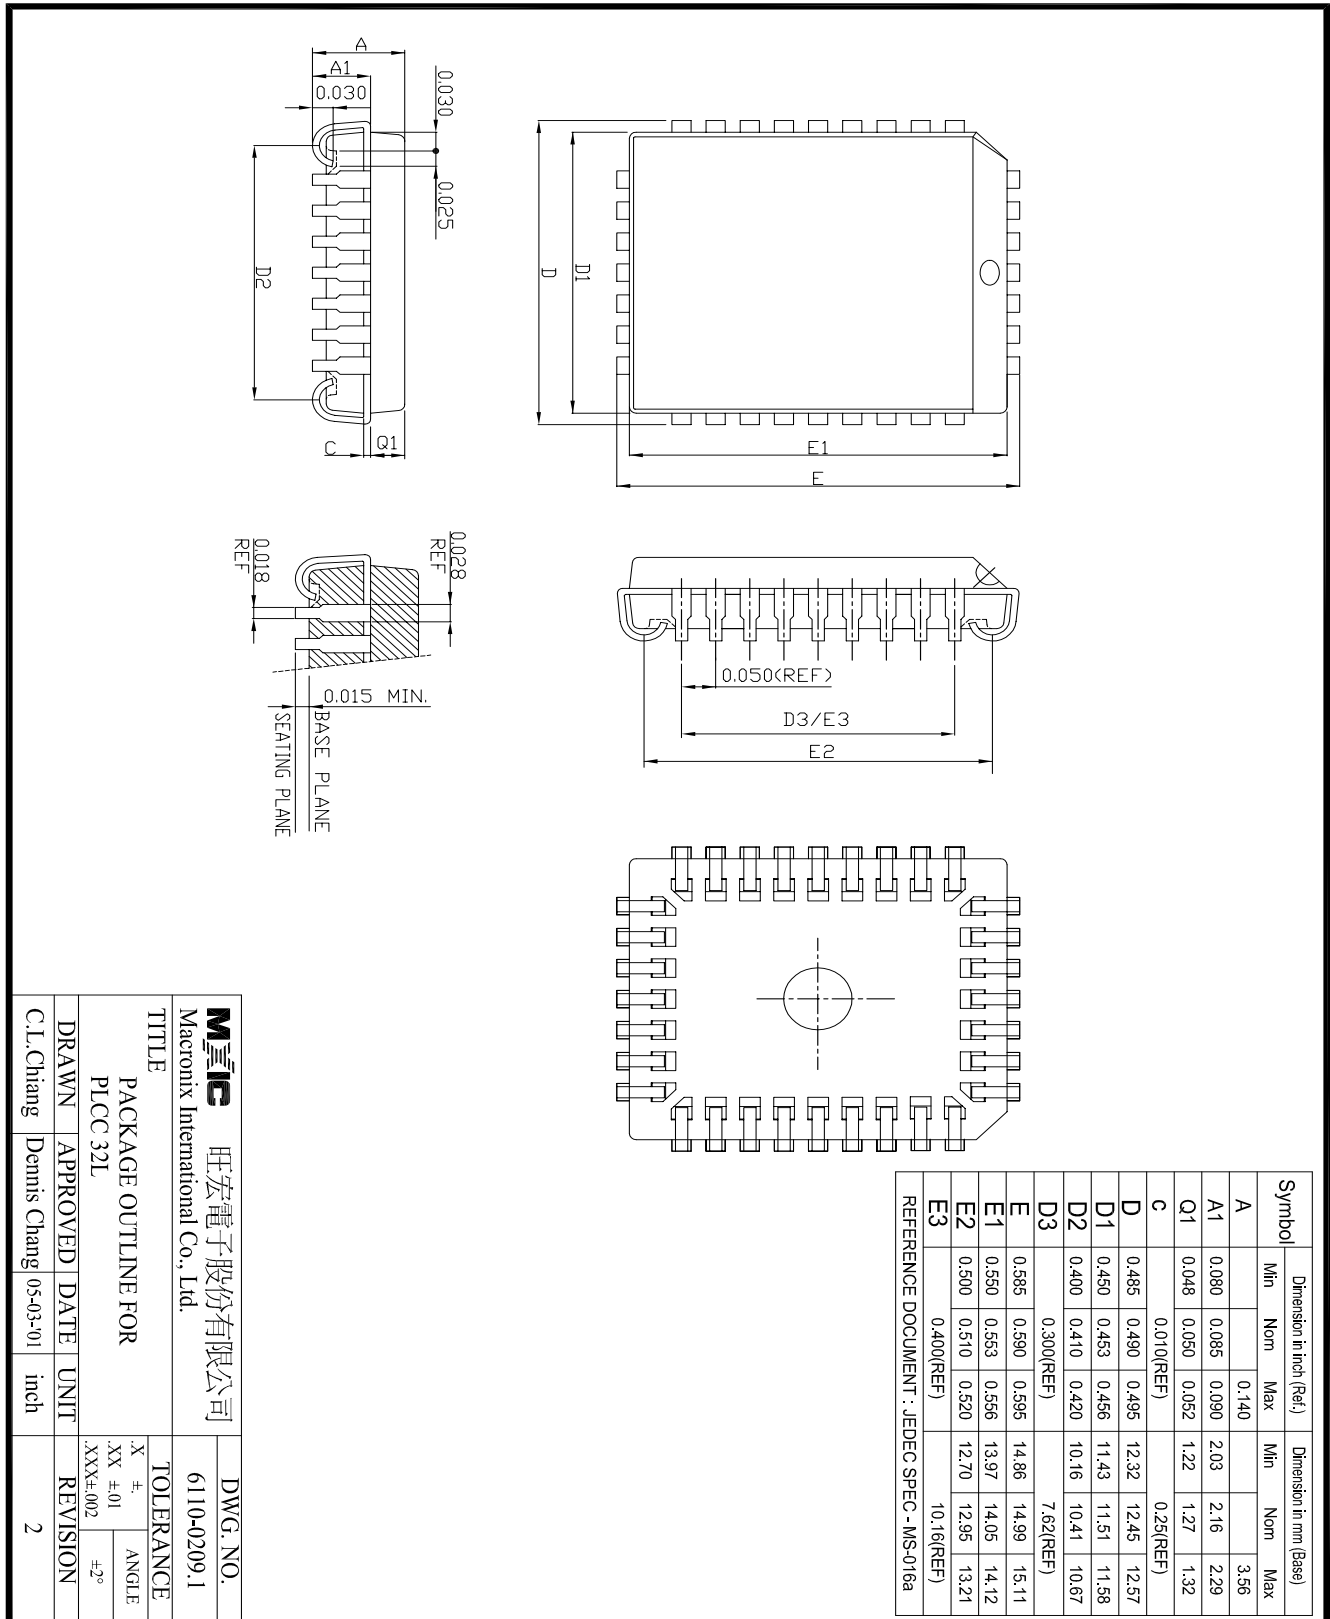 A
A1
0.030
0.030
0.025
D2
C
Q1
D
D1
E1
E
0.028
REF
0.018
REF
0.015 MIN.
BASE PLANE
SEATING PLANE
0.050(REF)
D3/E3
E2
Symbol Dimension in inch (Ref.) Dimension in mm (Base)
Min Nom Max Min Nom Max
A 0.140 3.56
A1 0.080 0.085 0.090 2.03 2.16 2.29
Q1 0.048 0.050 0.052 1.22 1.27 1.32
C 0.010(REF) 0.25(REF)
D 0.485 0.490 0.495 12.32 12.45 12.57
D1 0.450 0.453 0.456 11.43 11.51 11.58
D2 0.400 0.410 0.420 10.16 10.41 10.67
D3 0.300(REF) 7.62(REF)
E 0.585 0.590 0.595 14.86 14.99 15.11
E1 0.550 0.553 0.556 13.97 14.05 14.12
E2 0.500 0.510 0.520 12.70 12.95 13.21
E3 0.400(REF) 10.16(REF)
REFERENCE DOCUMENT : JEDEC SPEC - MS-016a
MXIC 旺宏電子股份有限公司
Macronix International Co., Ltd.
DWG. NO.
6110-0209.1
TITLE
PACKAGE OUTLINE FOR
PLCC 32L
TOLERANCE
.X ±.
.XX ±.01
.XXX±.002
ANGLE
±2°
DRAWN APPROVED DATE UNIT REVISION
C.L.Chiang Dennis Chang 05-03-'01 inch 2